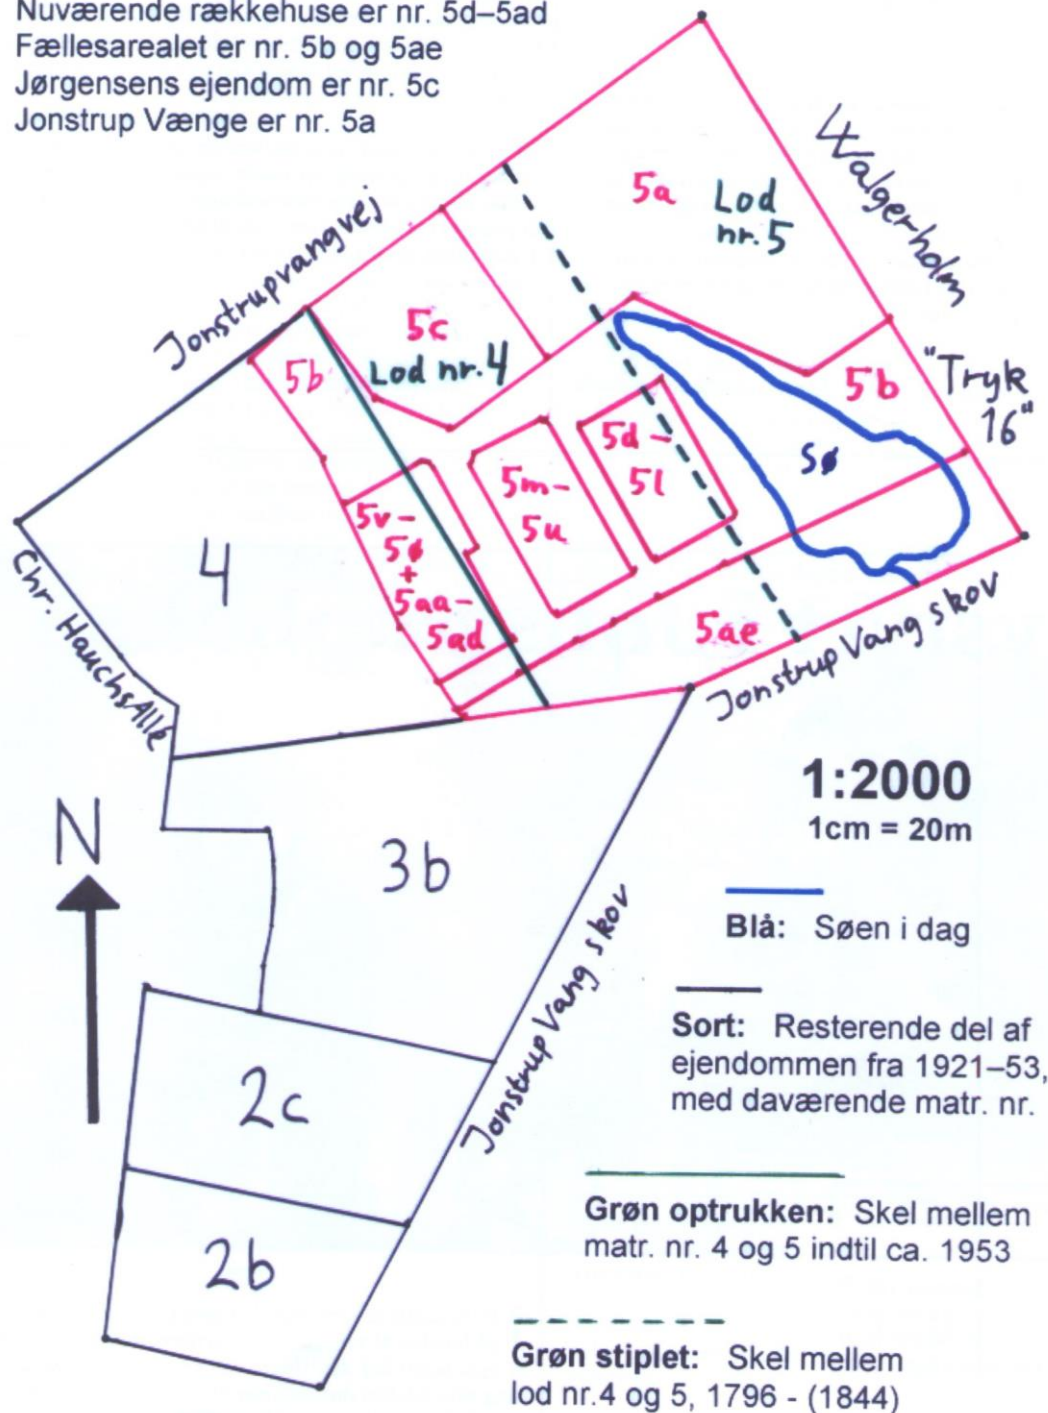 Nuværende rækkehuse er nr. 5d–5ad
Fællesarealet er nr. 5b og 5ae
Jørgensens ejendom er nr. 5c
Jonstrup Vænge er nr. 5a
Walgerholm
5a
Lod
nr. 5
Jonstrupvangvej
5c
Lod nr. 4
5b
5b
"Tryk
16"
Sø
5d-
5l
5m-
5u
5v-
5ø
+
5aa-
5ad
5ae
4
Chr. Hauchs Allé
Jonstrup Vang skov
1:2000
1cm = 20m
N
3b
Jonstrup Vang skov
Blå: Søen i dag
Sort: Resterende del af
ejendommen fra 1921–53,
med daværende matr. nr.
2c
Grøn optrukken: Skel mellem
matr. nr. 4 og 5 indtil ca. 1953
2b
Grøn stiplet: Skel mellem
lod nr.4 og 5, 1796 - (1844)